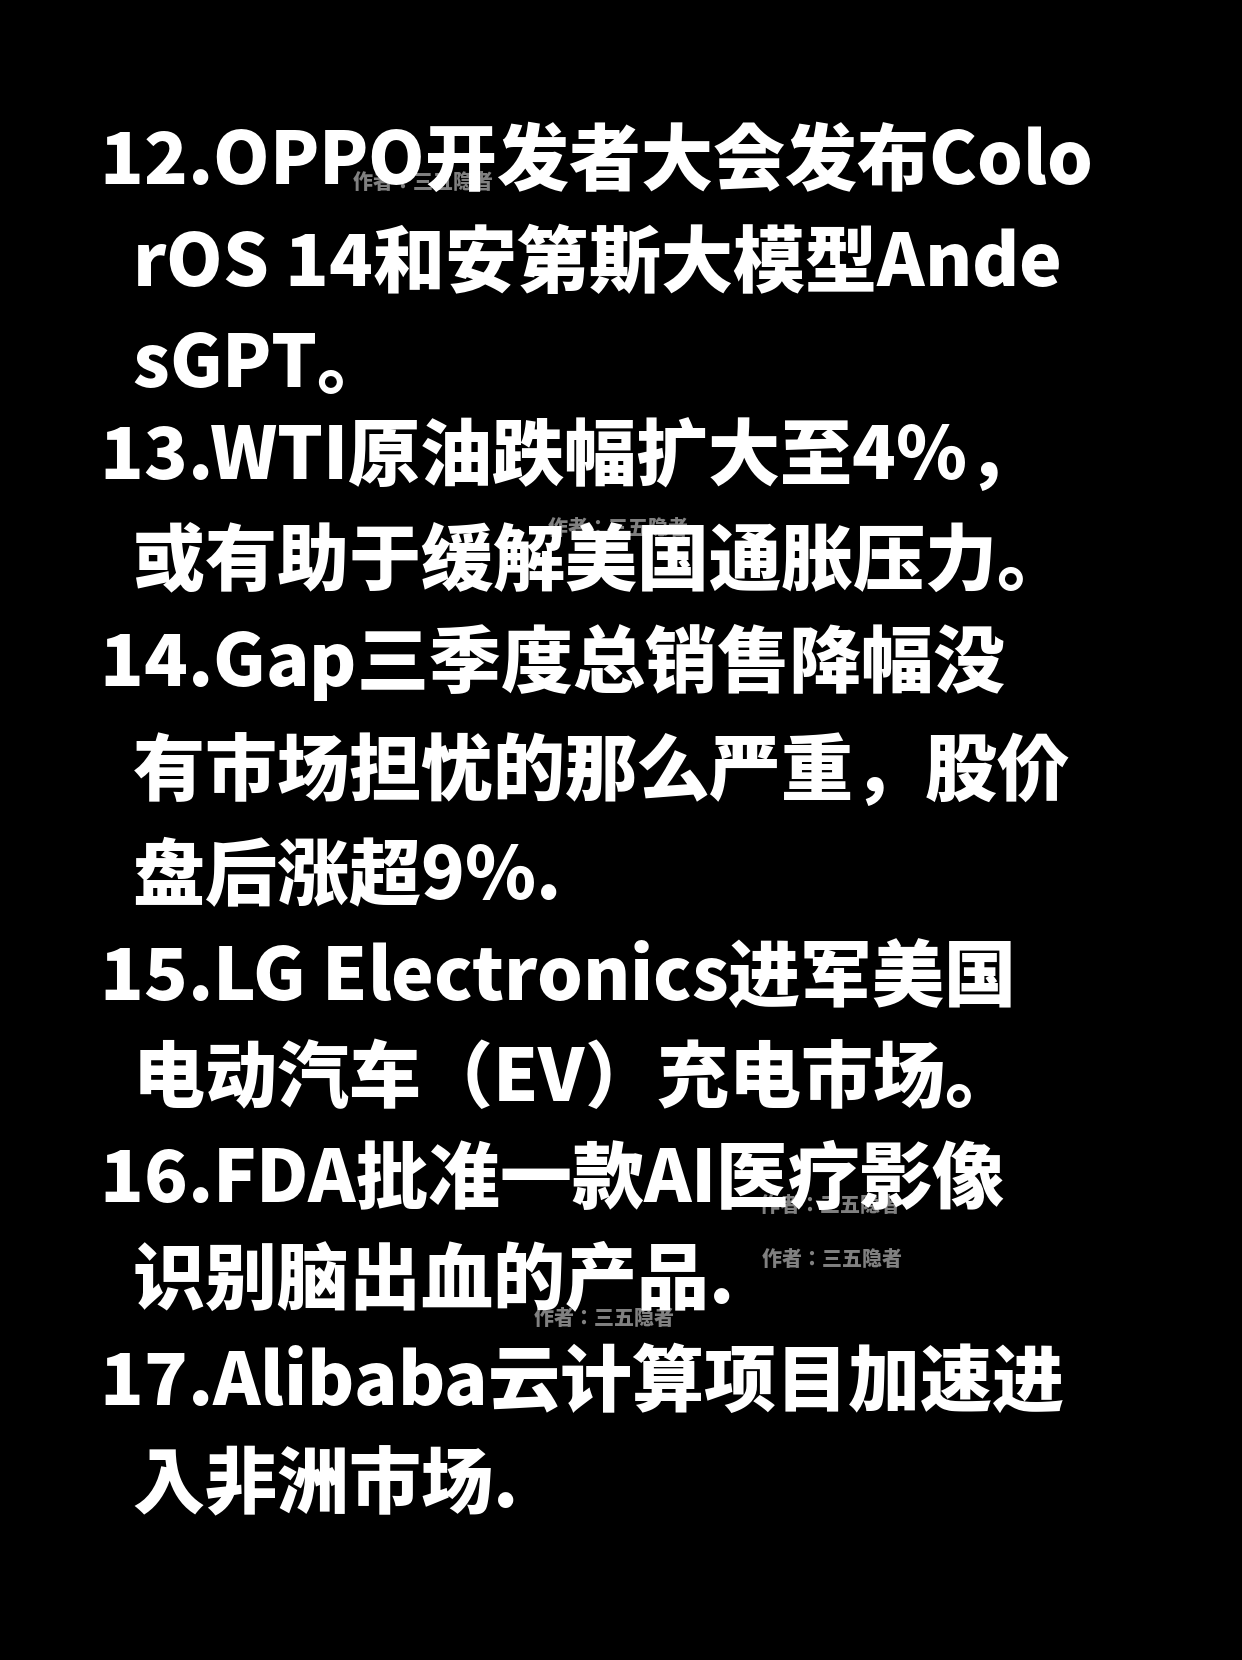 12.OPPO开发者大会发布Colo
作者：三五隐者
rOS 14和安第斯大模型Ande
sGPT。
13.WTI原油跌幅扩大至4%，
作者：三五隐者
或有助于缓解美国通胀压力。
14.Gap三季度总销售降幅没
有市场担忧的那么严重，股价
盘后涨超9%.
15.LG Electronics进军美国
电动汽车（EV）充电市场。
16.FDA批准一款AI医疗影像
作者：三五隐者
识别脑出血的产品.
作者：三五隐者
作者：三五隐者
17.Alibaba云计算项目加速进
入非洲市场.